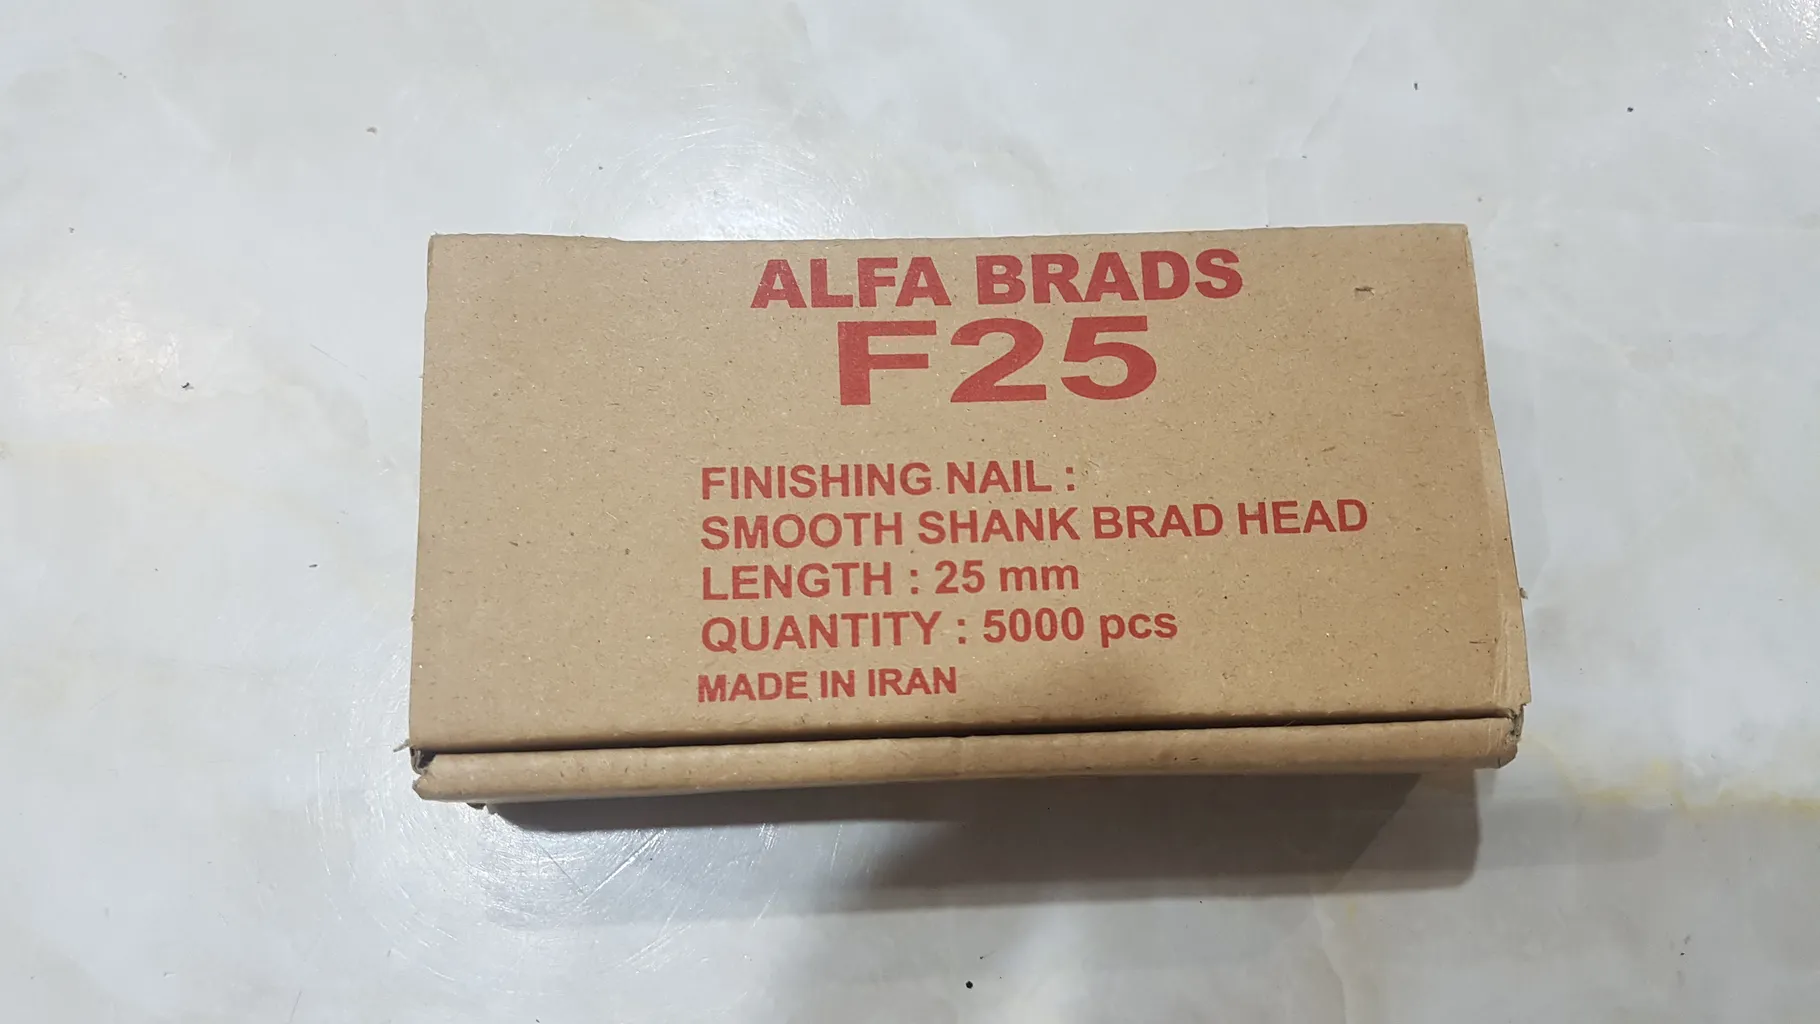 ALFA BRADS
F25
FINISHING NAIL :
SMOOTH SHANK BRAD HEAD
LENGTH : 25 mm
QUANTITY : 5000 pcs
MADE IN IRAN